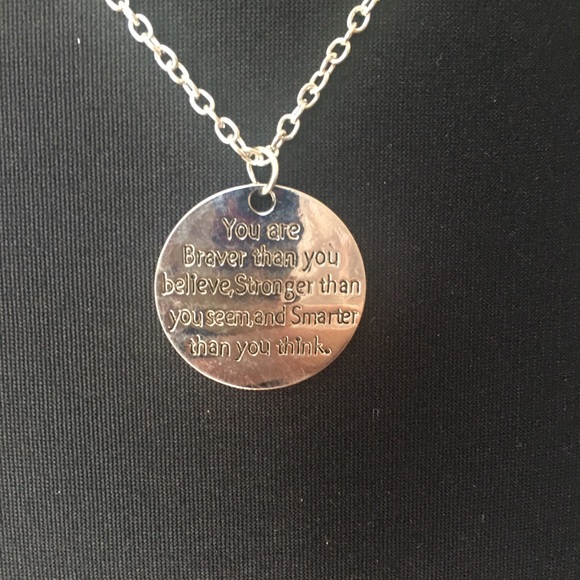 You are
Braver than you
believe,Stronger than
you seem,and Smarter
than you think.